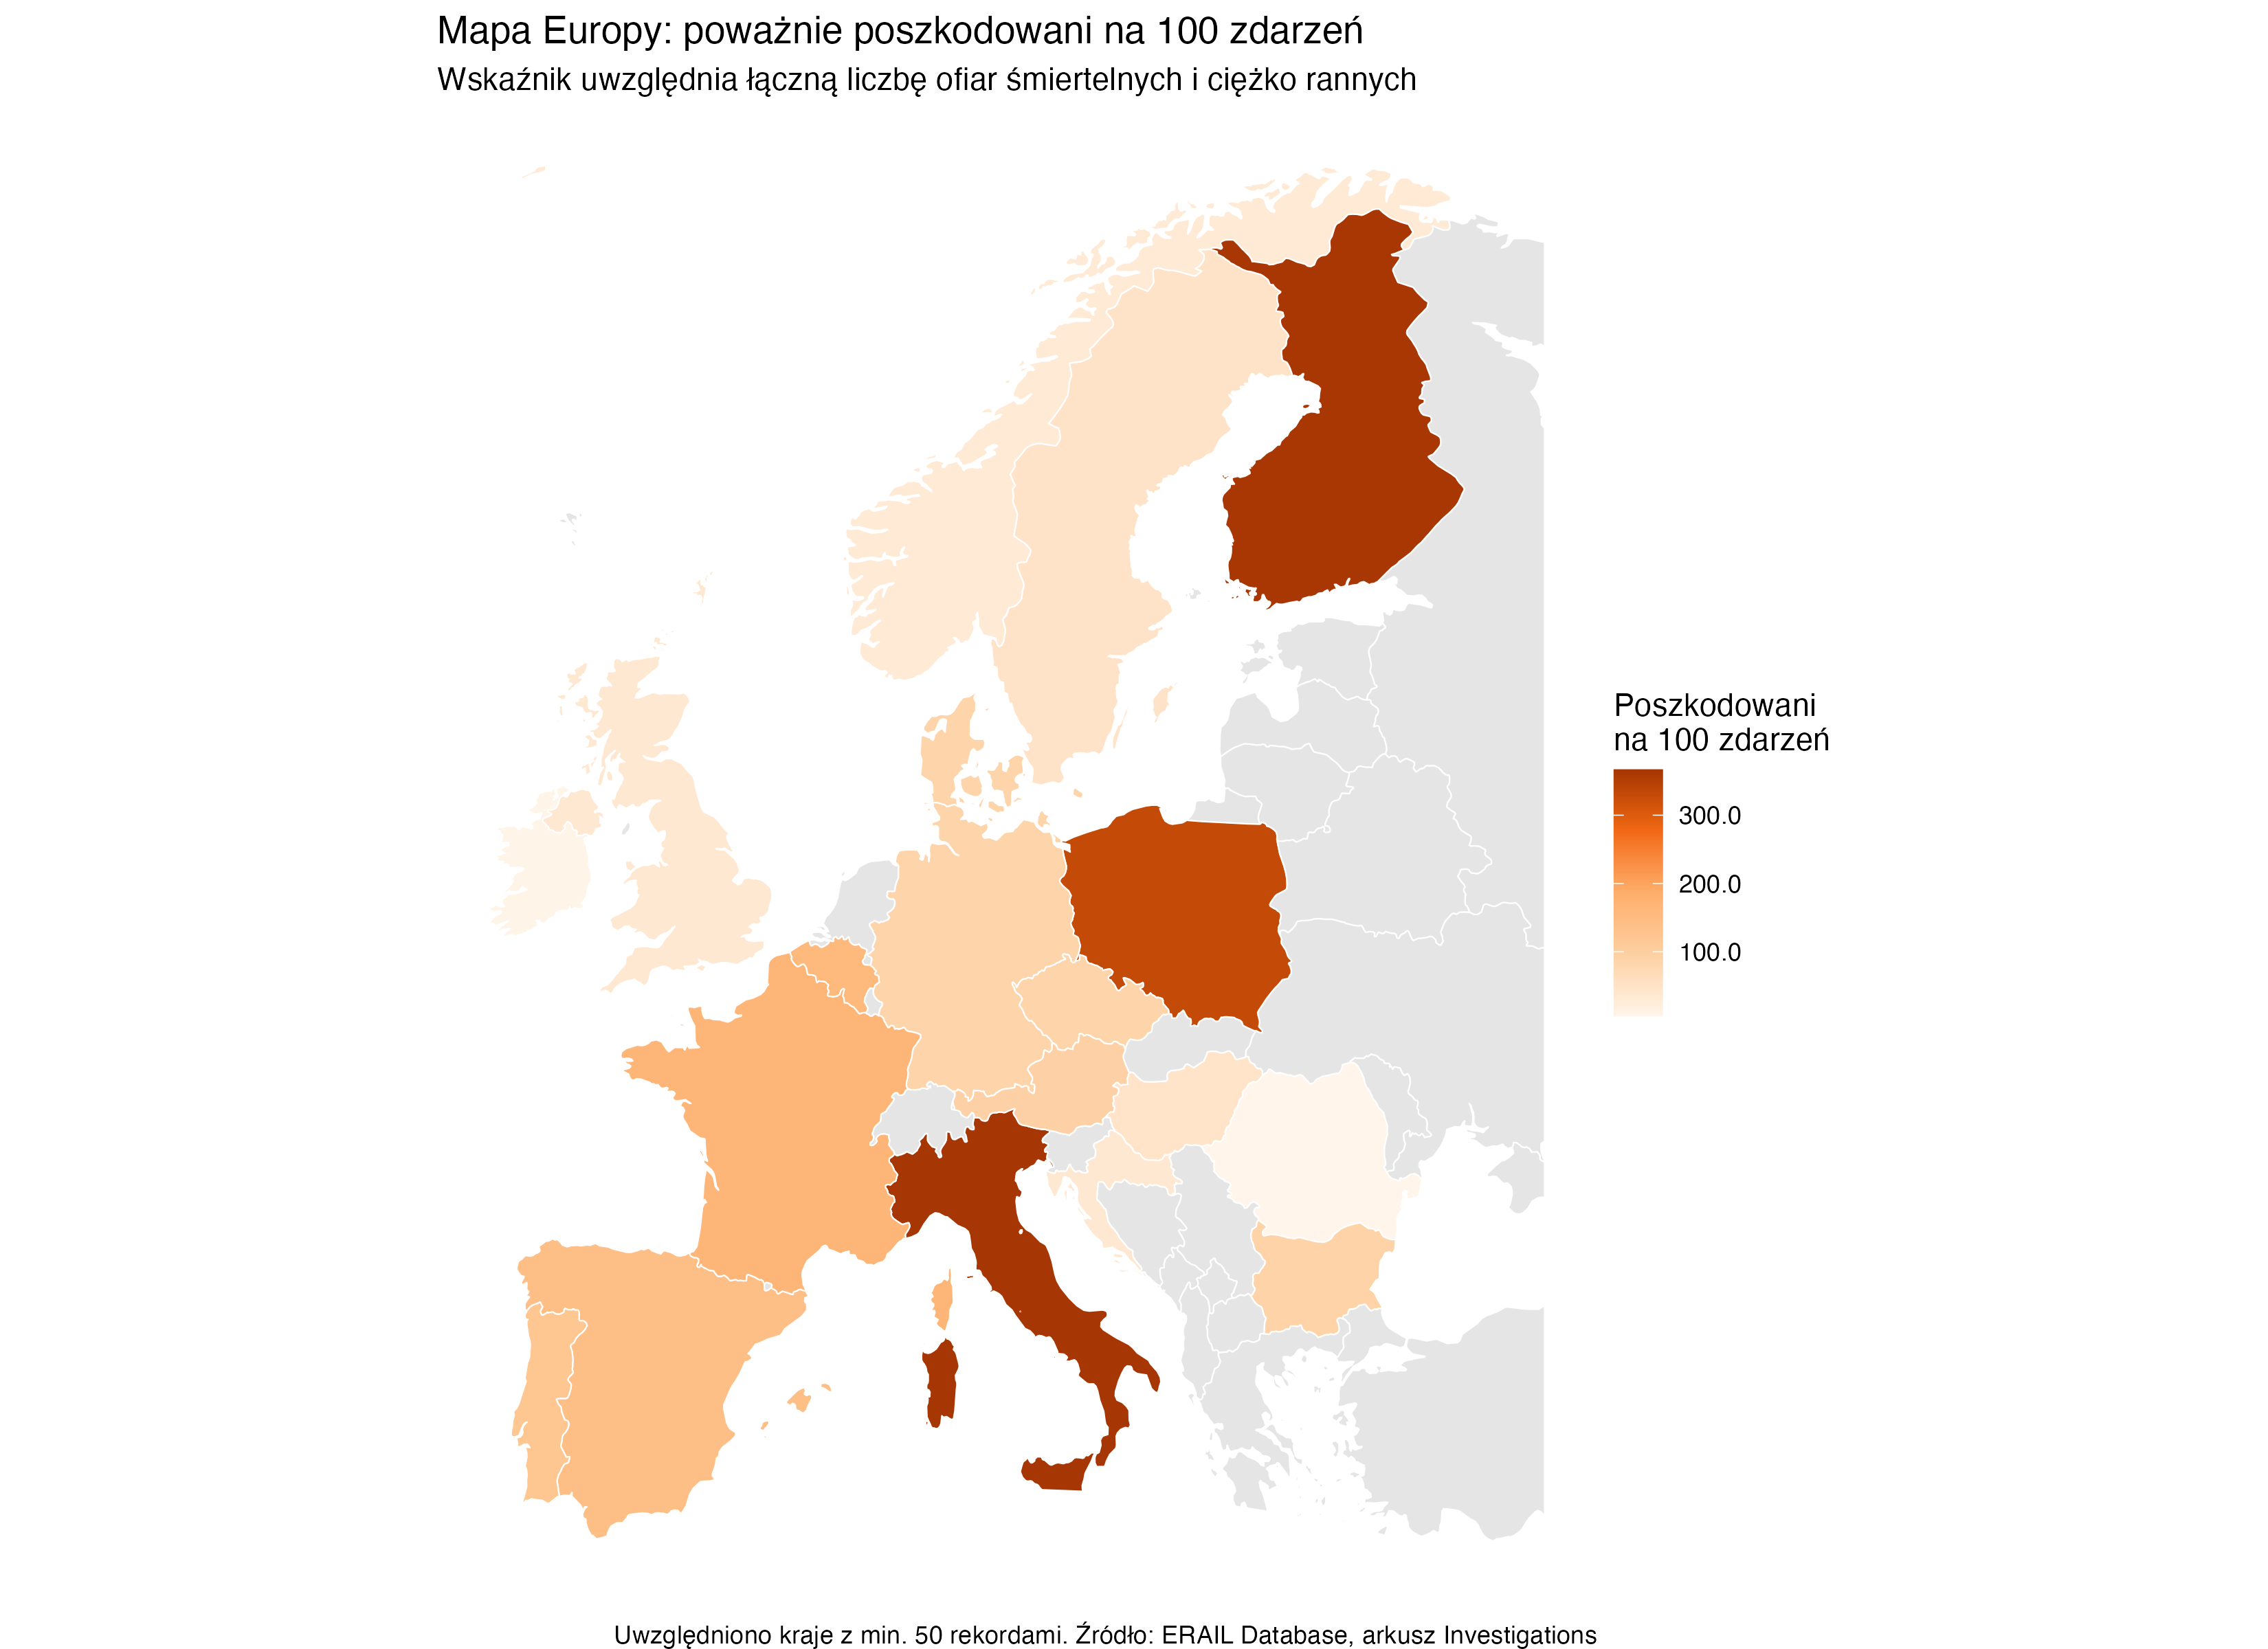 Mapa Europy: poważnie poszkodowani na 100 zdarzeń
Wskaźnik uwzględnia łączną liczbę ofiar śmiertelnych i ciężko rannych
Poszkodowani
na 100 zdarzeń
300.0
200.0
100.0
Uwzględniono kraje z min. 50 rekordami. Źródło: ERAIL Database, arkusz Investigations